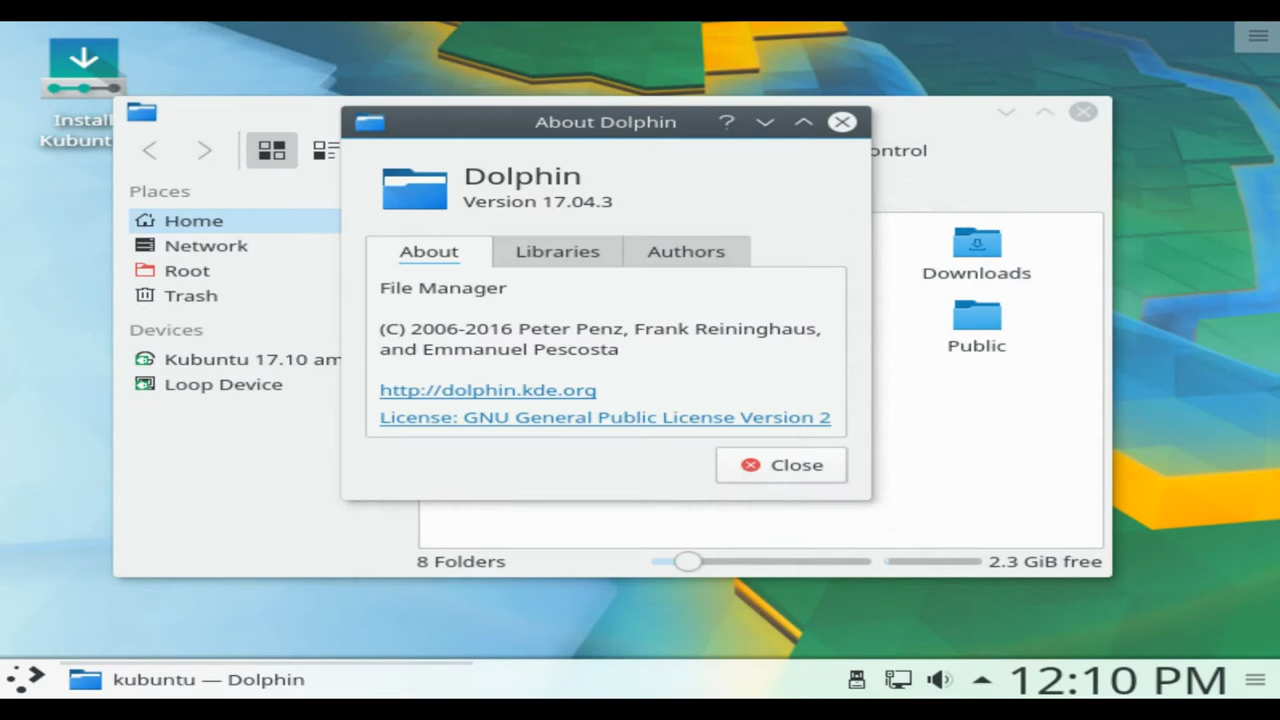 Install
Kubunt
About Dolphin
?
ontrol
Dolphin
Version 17.04.3
Places
Home
Network
Root
Trash
Devices
Kubuntu 17.10 am
Loop Device
About
Libraries
Authors
File Manager
(C) 2006-2016 Peter Penz, Frank Reininghaus,
and Emmanuel Pescosta
http://dolphin.kde.org
License: GNU General Public License Version 2
Close
Downloads
Public
8 Folders
2.3 GiB free
kubuntu — Dolphin
12:10 PM